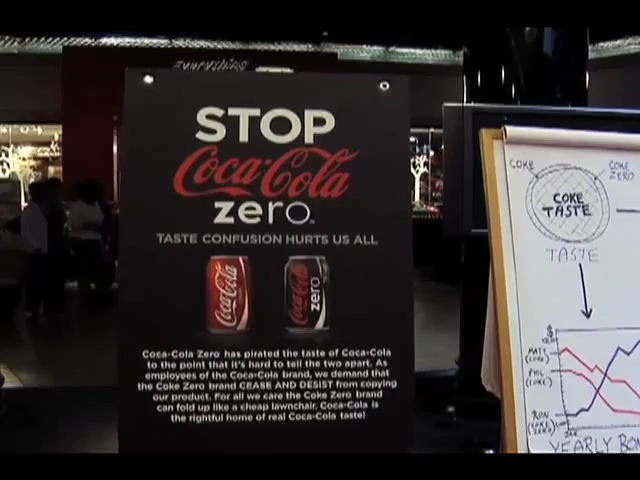 Everything
STOP
Coca-Cola
zero
TASTE CONFUSION HURTS US ALL
Coca-Cola
Coca-Cola zero
Coca-Cola Zero has pirated the taste of Coca-Cola
to the point that it's hard to tell the two apart. As
employees of the Coca-Cola brand, we demand that
the Coke Zero brand CEASE AND DESIST from copying
our product. For all we care the Coke Zero brand
can fold up like a cheap lawnchair. Coca-Cola is
the rightful home of real Coca-Cola taste!
COKE
COKE
ZERO
COKE
TASTE
TASTE
MATT
(COKE)
PHIL
(COKE)
RON
(COKE
ZERO)
JAN
YEARLY BON